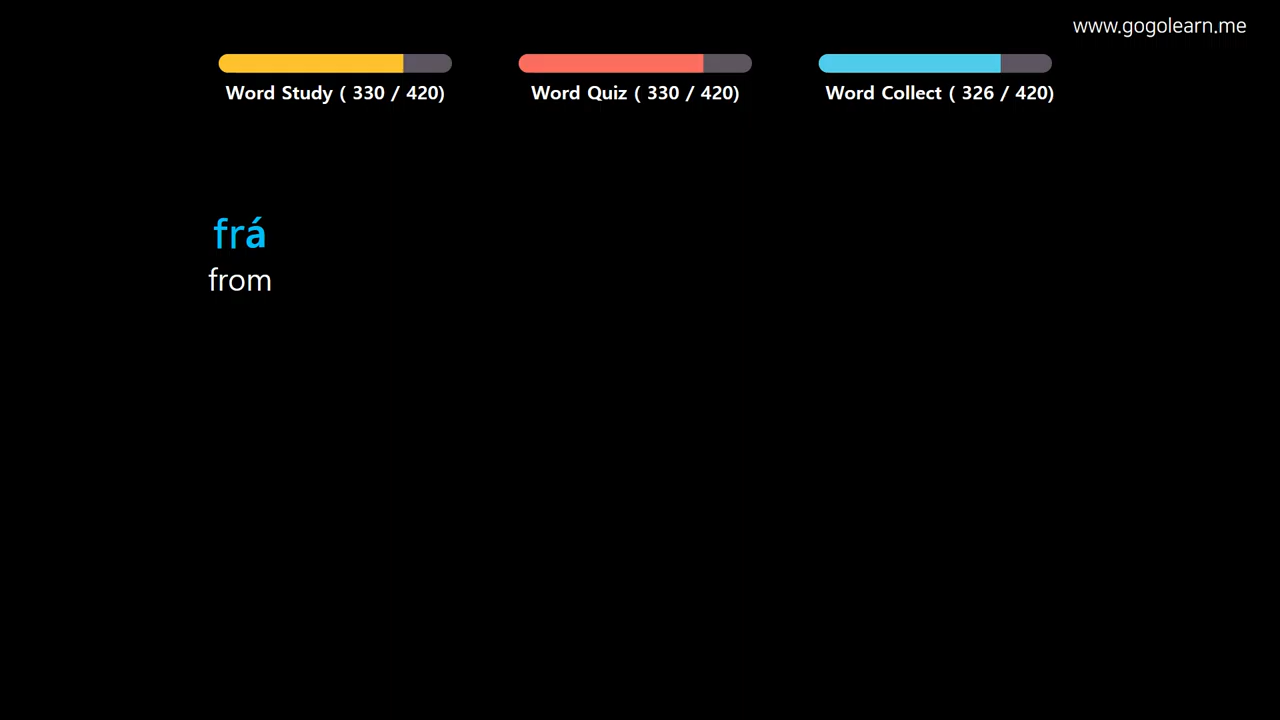 www.gogolearn.me
Word Study ( 330 / 420)
Word Quiz ( 330 / 420)
Word Collect ( 326 / 420)
frá
from